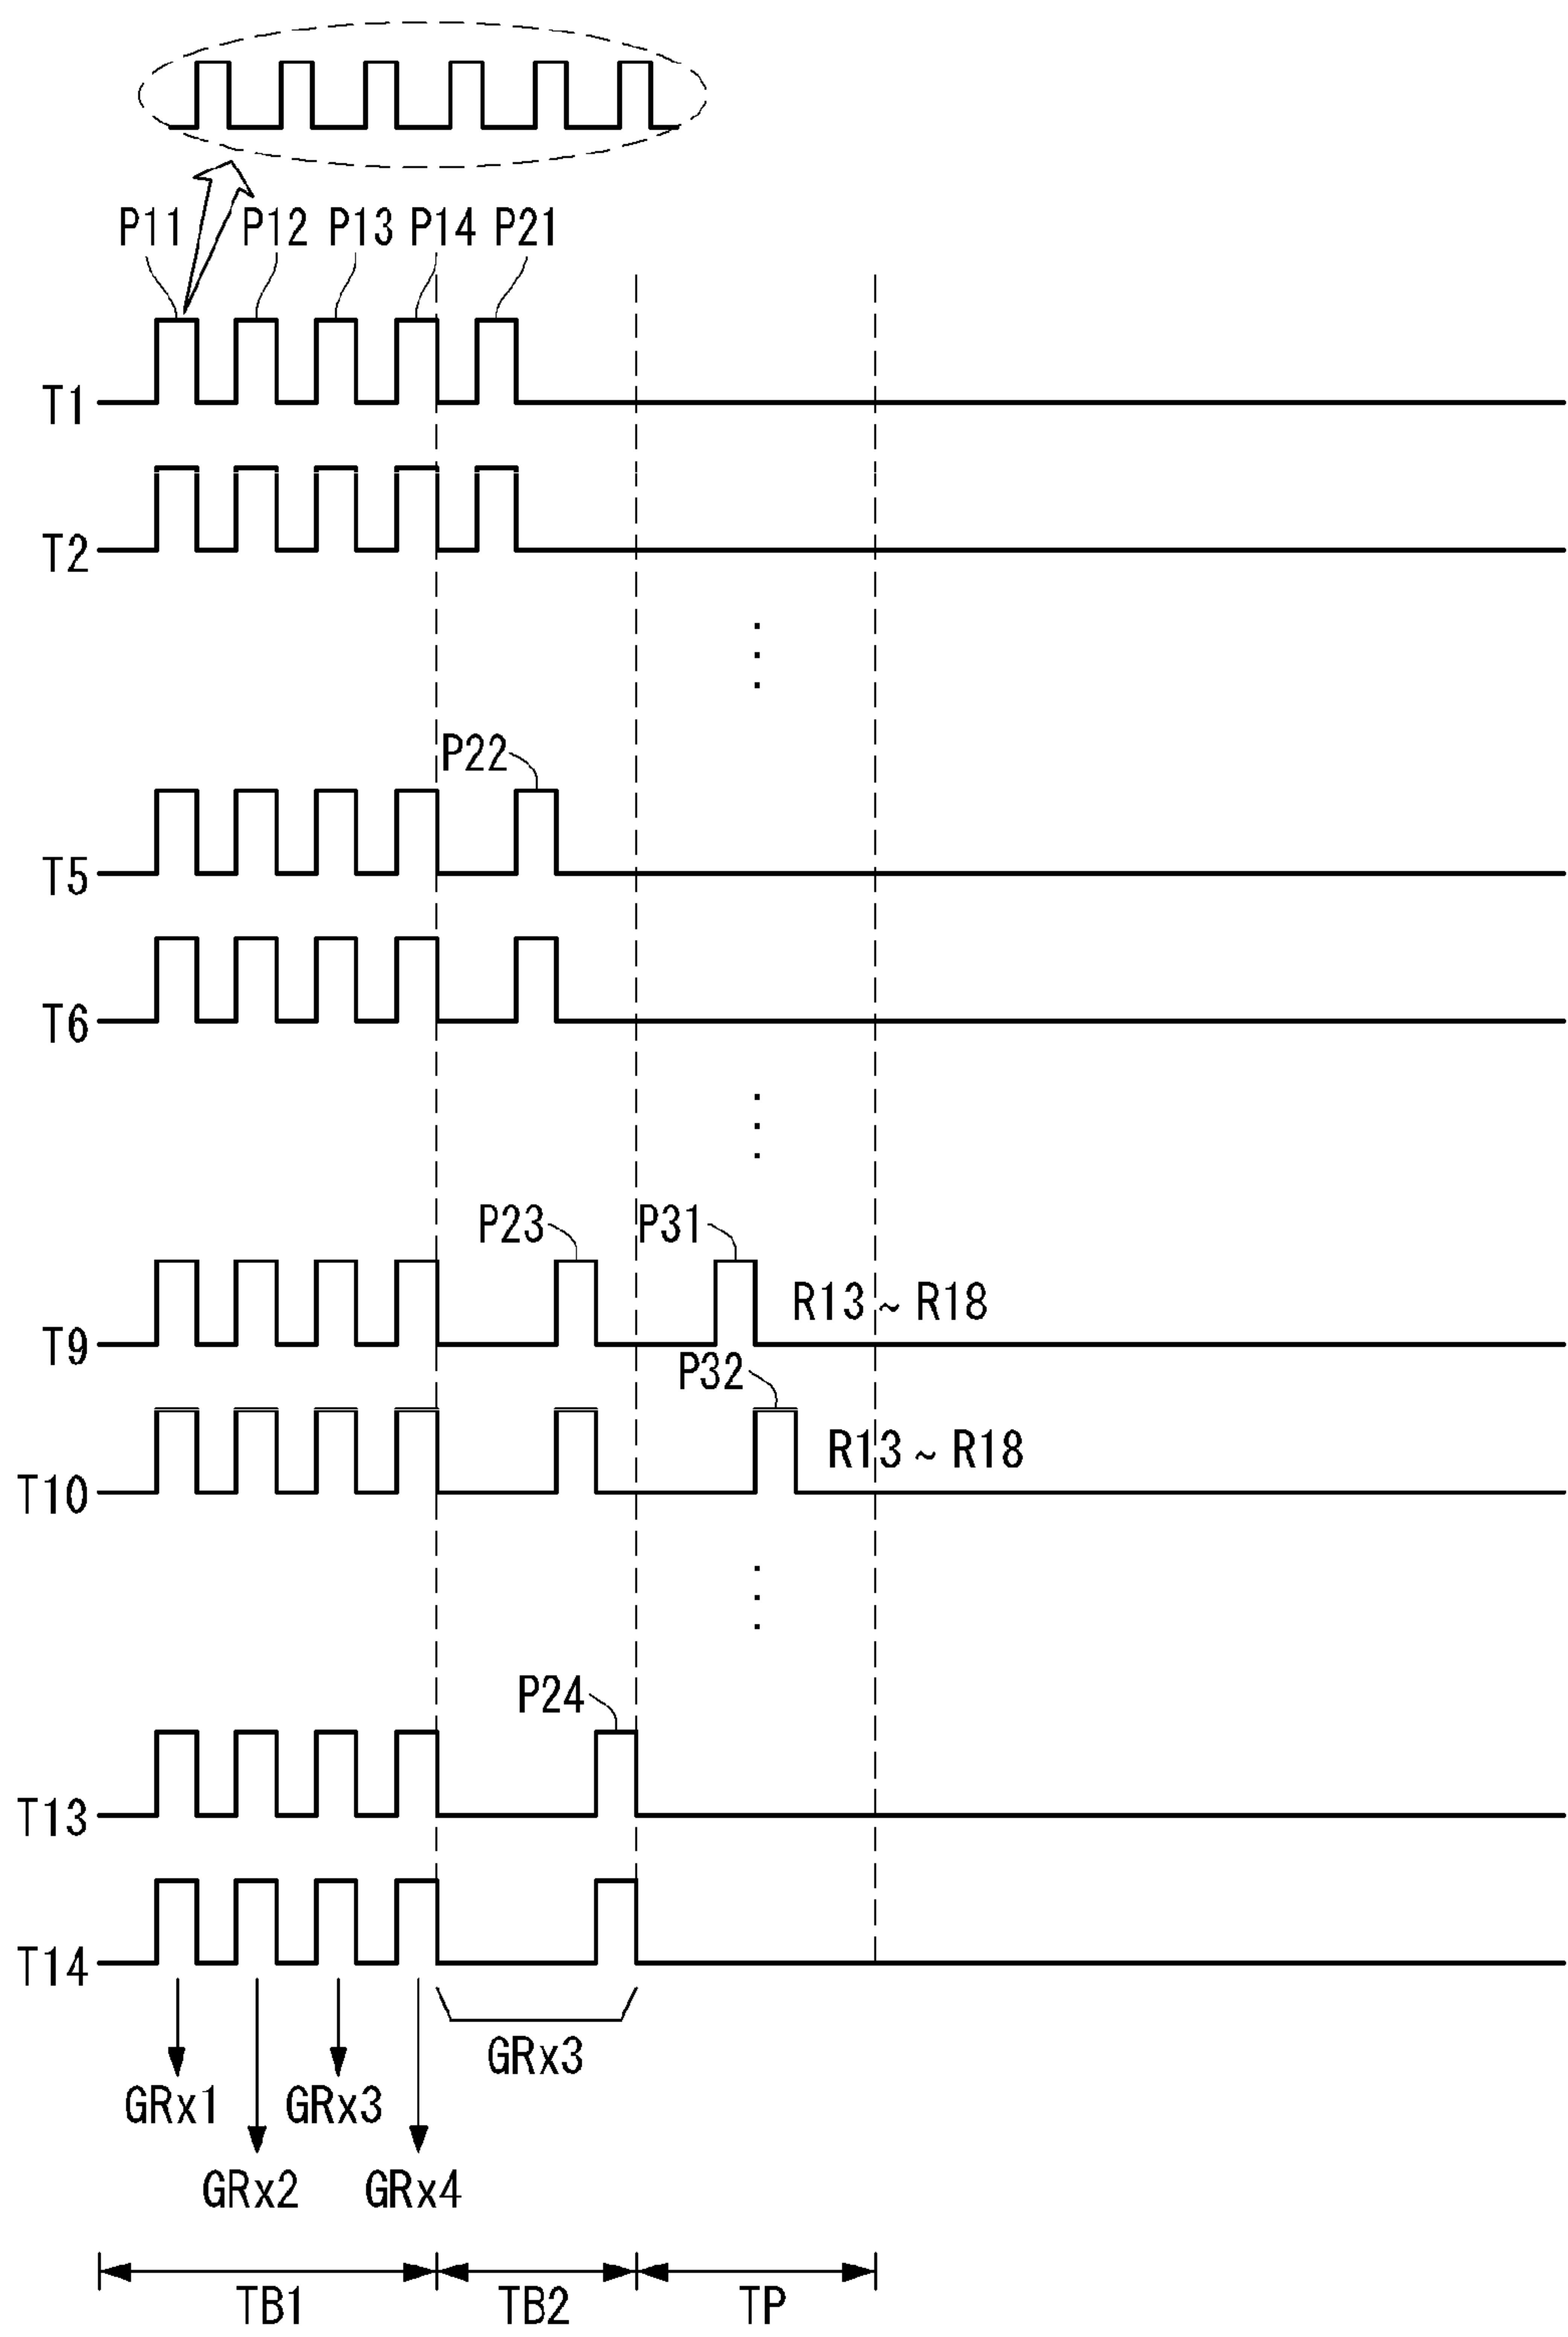 P11 P12 P13 P14 P21
T1
T2
P22
T5
T6
P23 P31
R13 ~ R18
T9
P32
R13 ~ R18
T10
P24
T13
T14
GRx3
GRx1 GRx3
GRx2 GRx4
TB1 TB2 TP